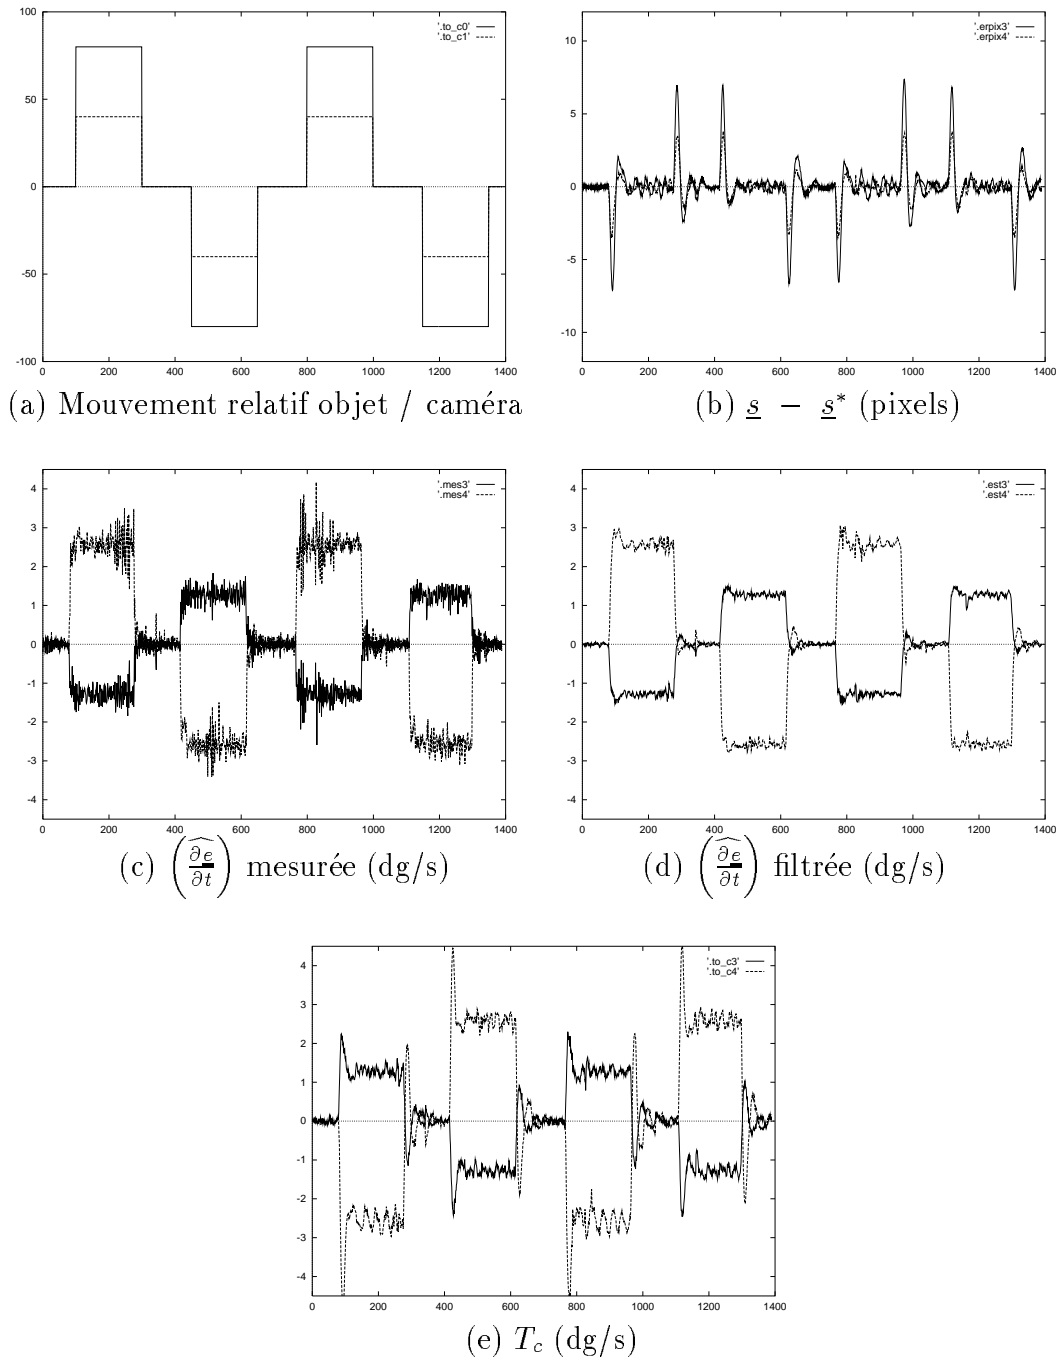 100
50
0
-50
-100
0 200 400 600 800 1000 1200 1400
'.to_c0'
'.to_c1'
(a) Mouvement relatif objet / caméra
10
5
0
-5
-10
0 200 400 600 800 1000 1200 1400
'.erpix3'
'.erpix4'
(b) s − s* (pixels)
4
3
2
1
0
-1
-2
-3
-4
0 200 400 600 800 1000 1200 1400
'.mes3'
'.mes4'
(c) (∂e/∂t) mesurée (dg/s)
4
3
2
1
0
-1
-2
-3
-4
0 200 400 600 800 1000 1200 1400
'.est3'
'.est4'
(d) (∂e/∂t) filtrée (dg/s)
4
3
2
1
0
-1
-2
-3
-4
0 200 400 600 800 1000 1200 1400
'.to_c3'
'.to_c4'
(e) Tc (dg/s)